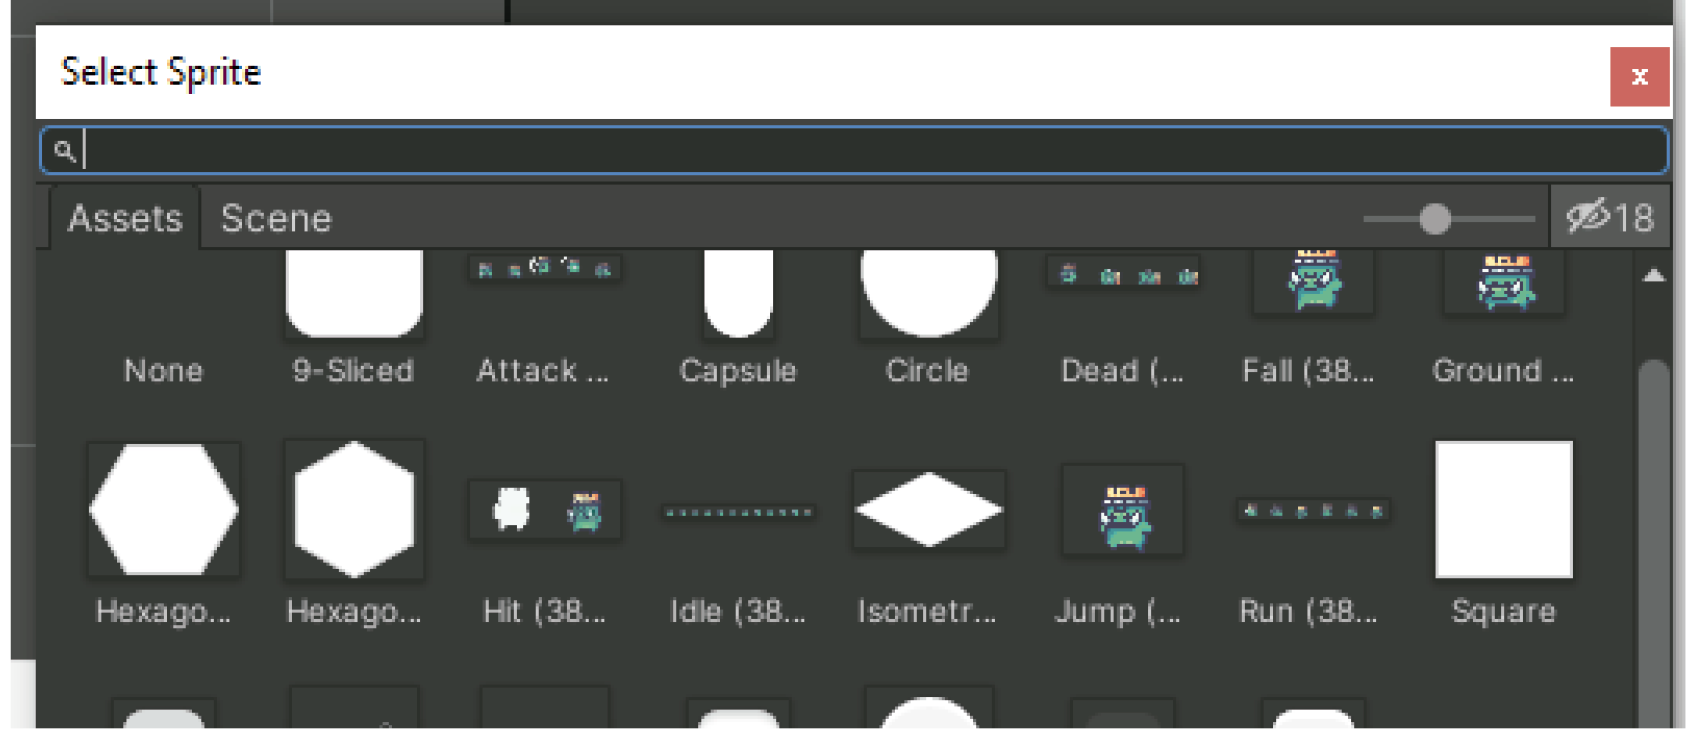 Select Sprite
x
Assets Scene 18
None 9-Sliced Attack ... Capsule Circle Dead (... Fall (38... Ground ...
Hexago... Hexago... Hit (38... Idle (38... Isometr... Jump (... Run (38... Square